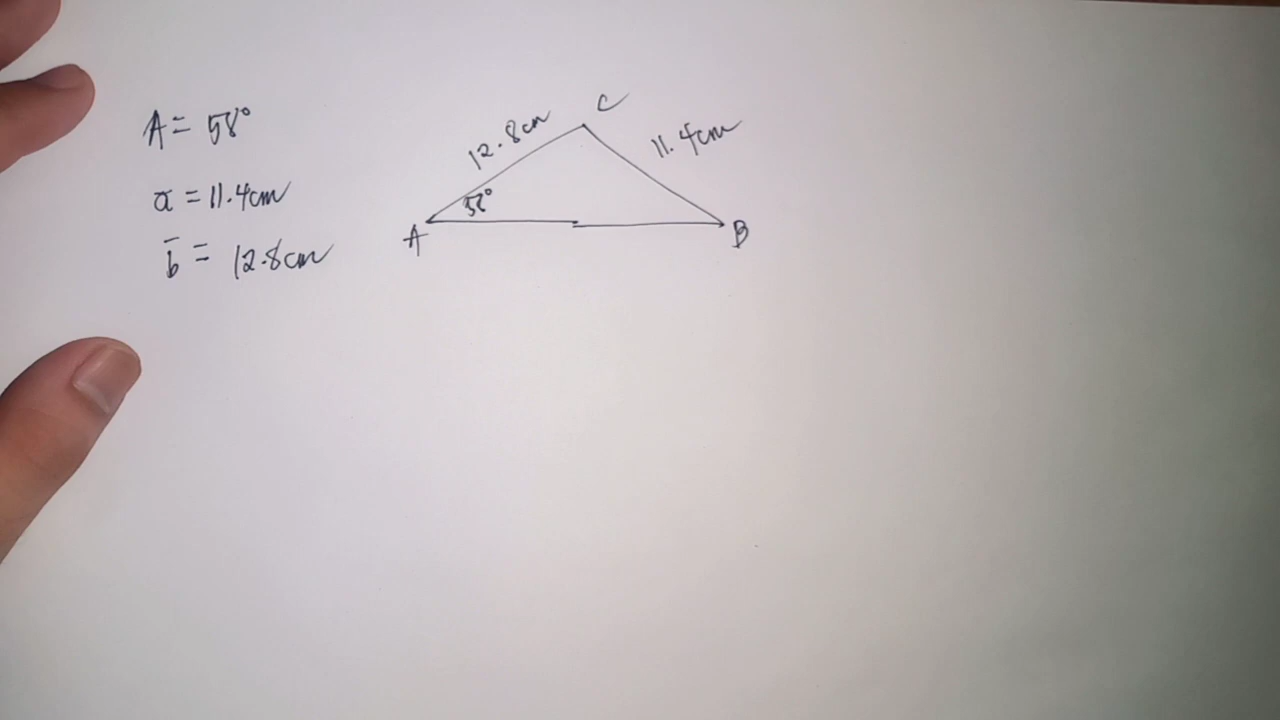 A = 58°
a = 11.4cm
b = 12.8cm
C
12.8cm
11.4cm
58°
A
B